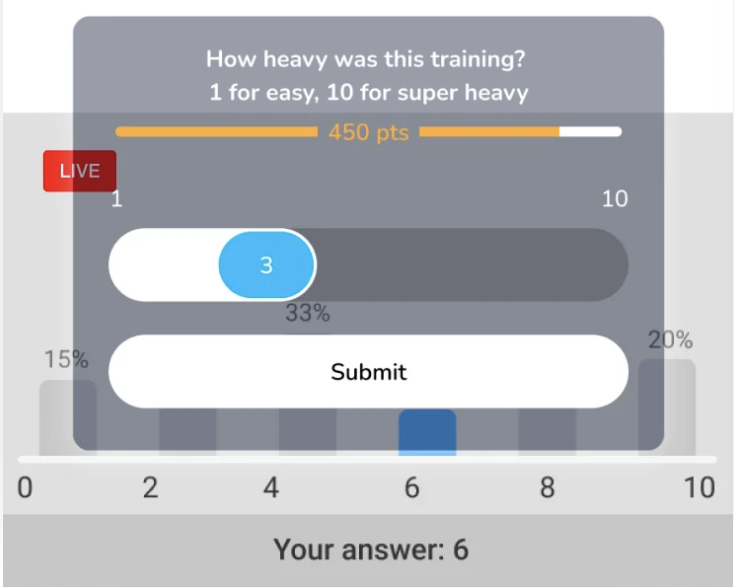 How heavy was this training?
1 for easy, 10 for super heavy
450 pts
LIVE
1 10
3
33%
20%
15%
Submit
0 2 4 6 8 10
Your answer: 6